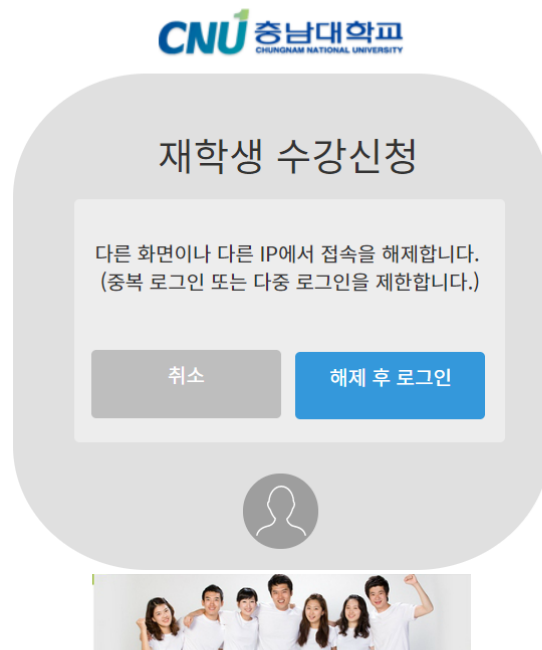 CNU 충남대학교
CHUNGNAM NATIONAL UNIVERSITY
재학생 수강신청
다른 화면이나 다른 IP에서 접속을 해제합니다.
(중복 로그인 또는 다중 로그인을 제한합니다.)
취소
해제 후 로그인